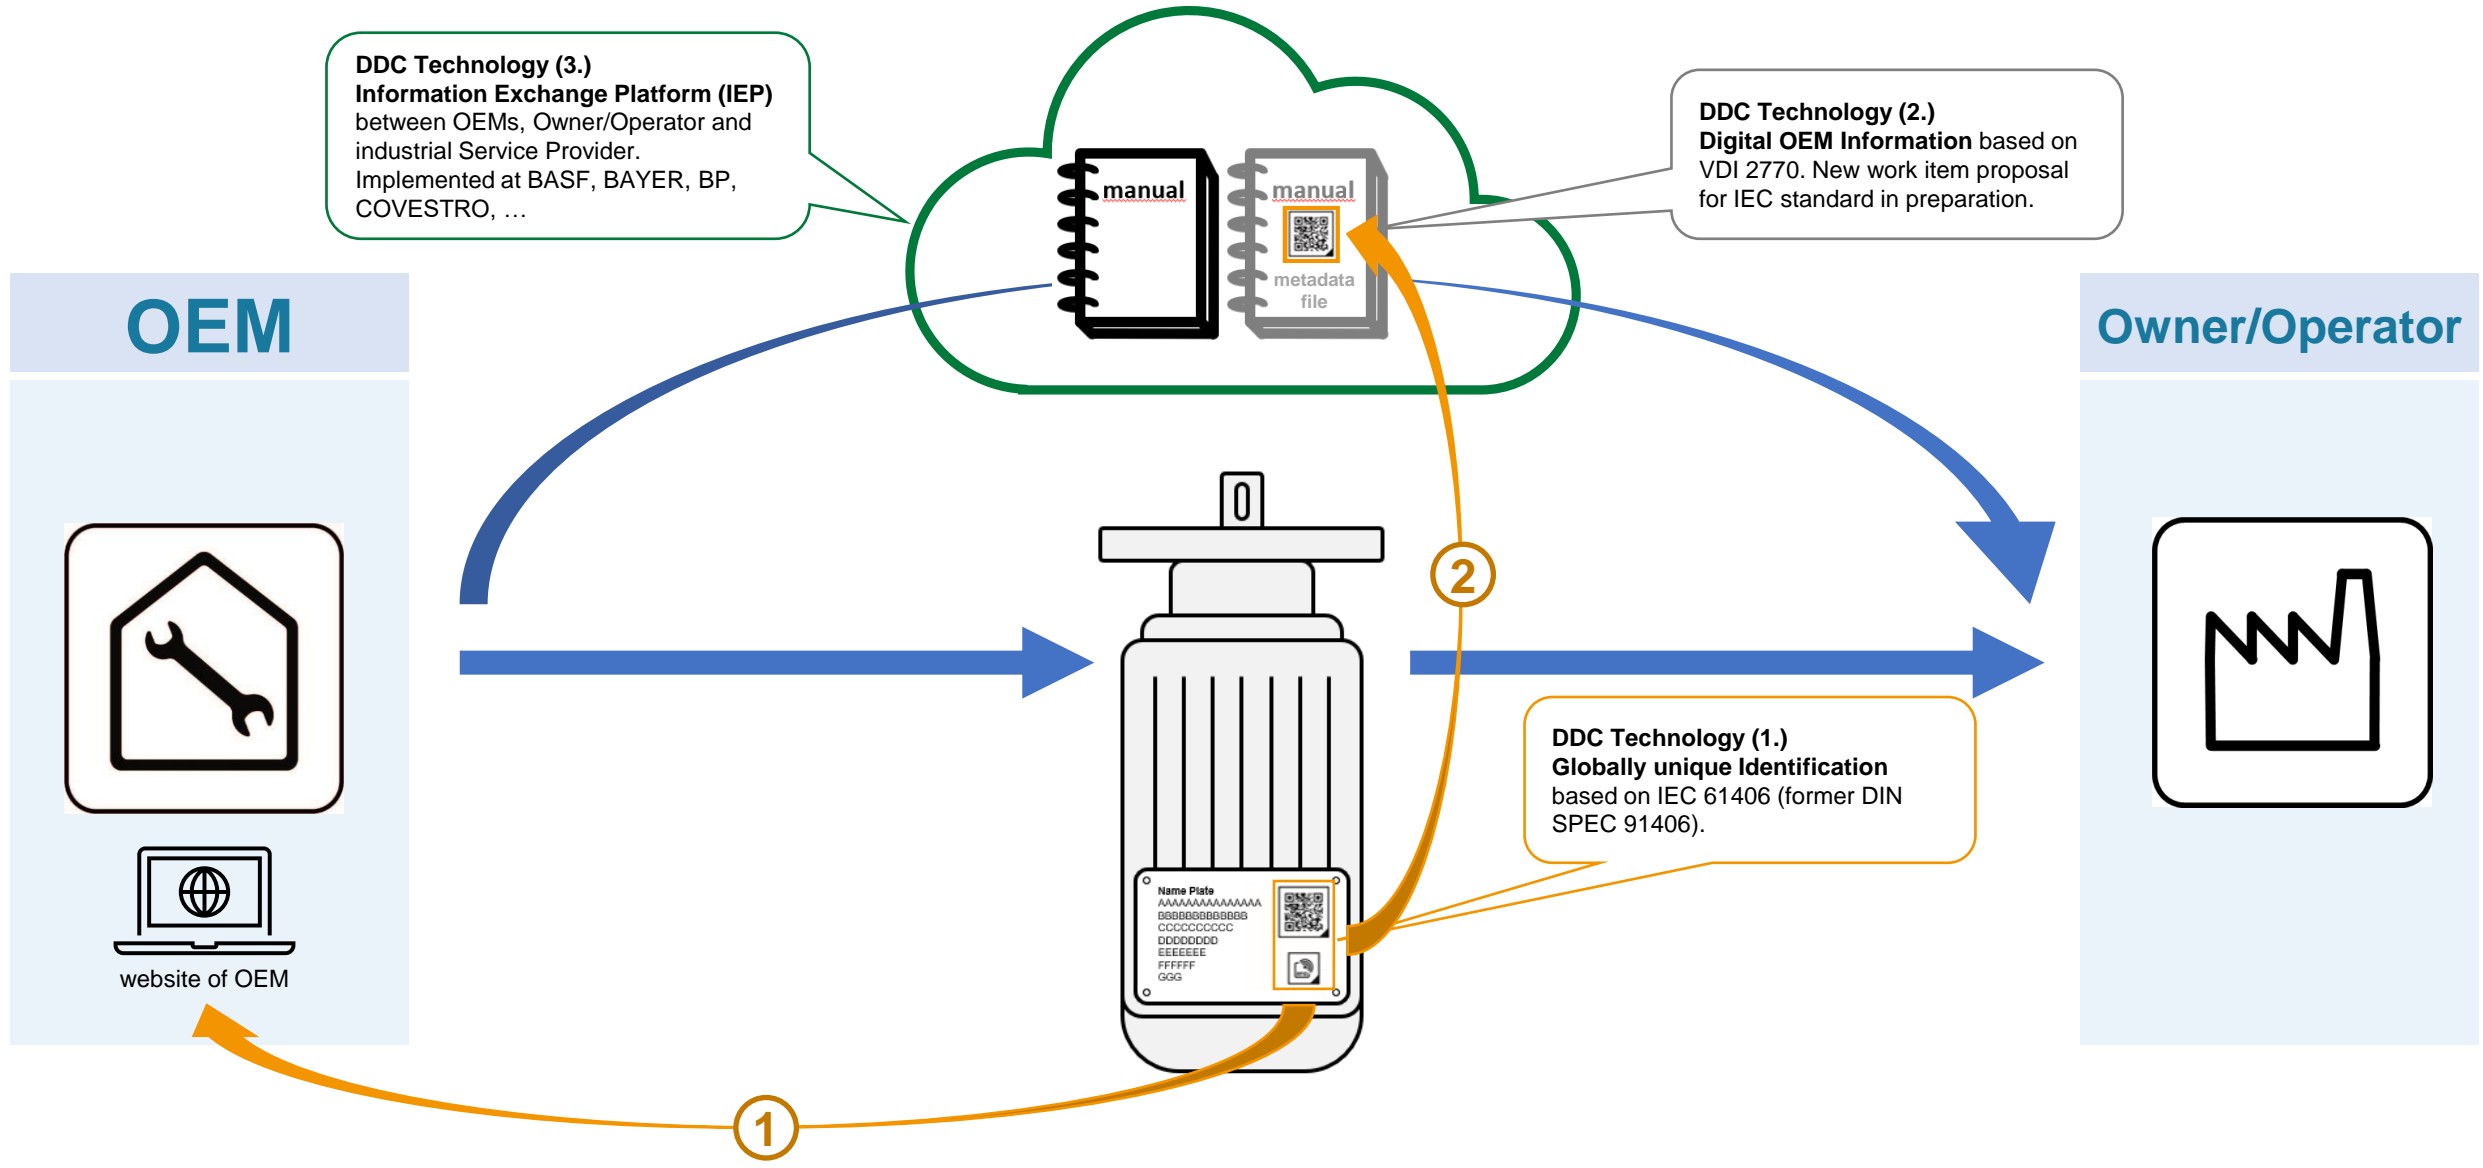 DDC Technology (3.)
Information Exchange Platform (IEP)
between OEMs, Owner/Operator and
industrial Service Provider.
Implemented at BASF, BAYER, BP,
COVESTRO, …
DDC Technology (2.)
Digital OEM Information based on
VDI 2770. New work item proposal
for IEC standard in preparation.
manual
manual
metadata
file
OEM
Owner/Operator
2
DDC Technology (1.)
Globally unique Identification
based on IEC 61406 (former DIN
SPEC 91406).
Name Plate
AAAAAAAAAAAAAAA
BBBBBBBBBBBBB
CCCCCCCCCC
DDDDDDDD
EEEEEEE
FFFFFF
GGG
website of OEM
1